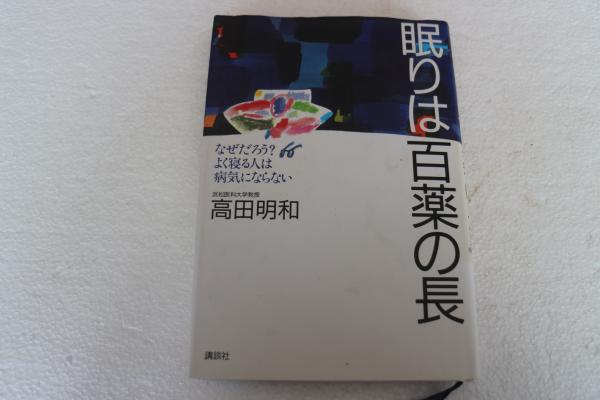 眠りは百薬の長
なぜだろう?
よく寝る人は
病気にならない
浜松医科大学教授
高田明和
講談社